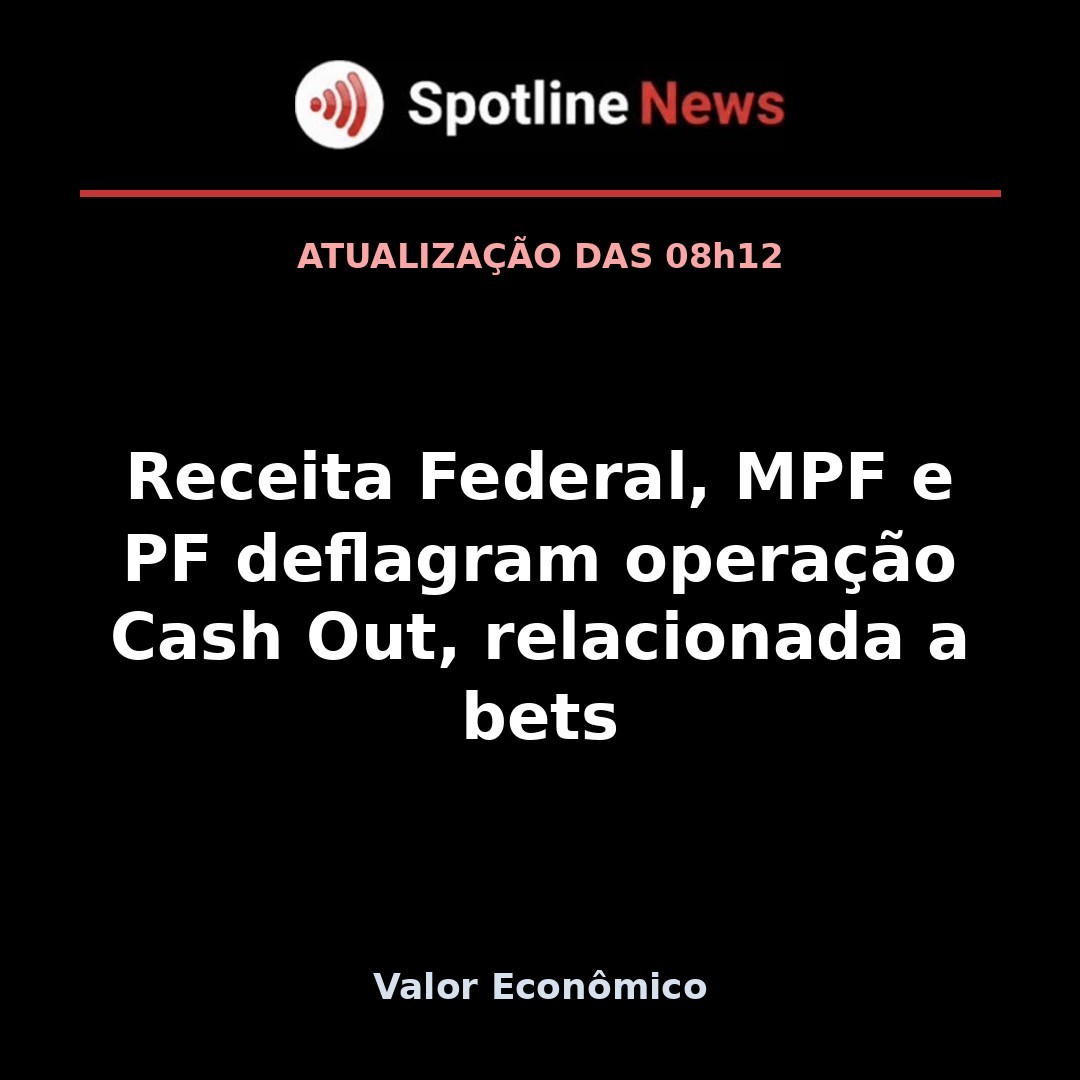 Spotline News
ATUALIZAÇÃO DAS 08h12
Receita Federal, MPF e
PF deflagram operação
Cash Out, relacionada a
bets
Valor Econômico